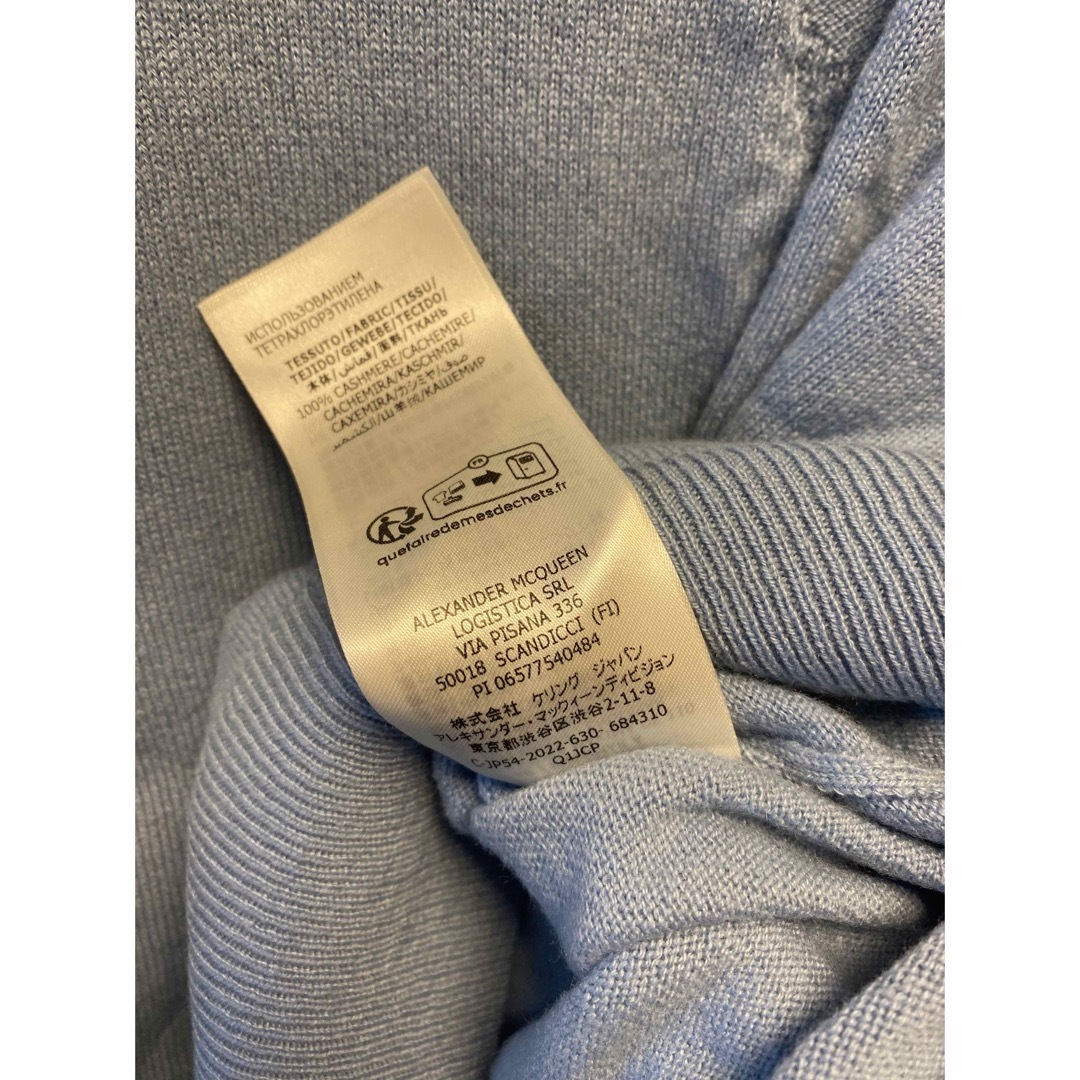 ИСПОЛЬЗОВАНИЕМ
ТЕТРАХЛОРЭТИЛЕНА
TESSUTO/FABRIC/TISSU/
TEJIDO/GEWEBE/TECIDO/
本体/قماش/面料/ТКАНЬ
100% CASHMERE/CACHEMIRE/
CACHEMIRA/KASCHMIR/
CAXEMIRA/カシミヤ/صوف
الكشمير/山羊绒/КАШЕМИР
FR
quefairedemesdechets.fr
ALEXANDER MCQUEEN
LOGISTICA SRL
VIA PISANA 336
50018 SCANDICCI (FI)
PI 06577540484
株式会社 ケリング ジャパン
アレキサンダー・マックィーンディビジョン
東京都渋谷区渋谷2-11-8
C-JP54-2022-630- 684310
Q1JCP